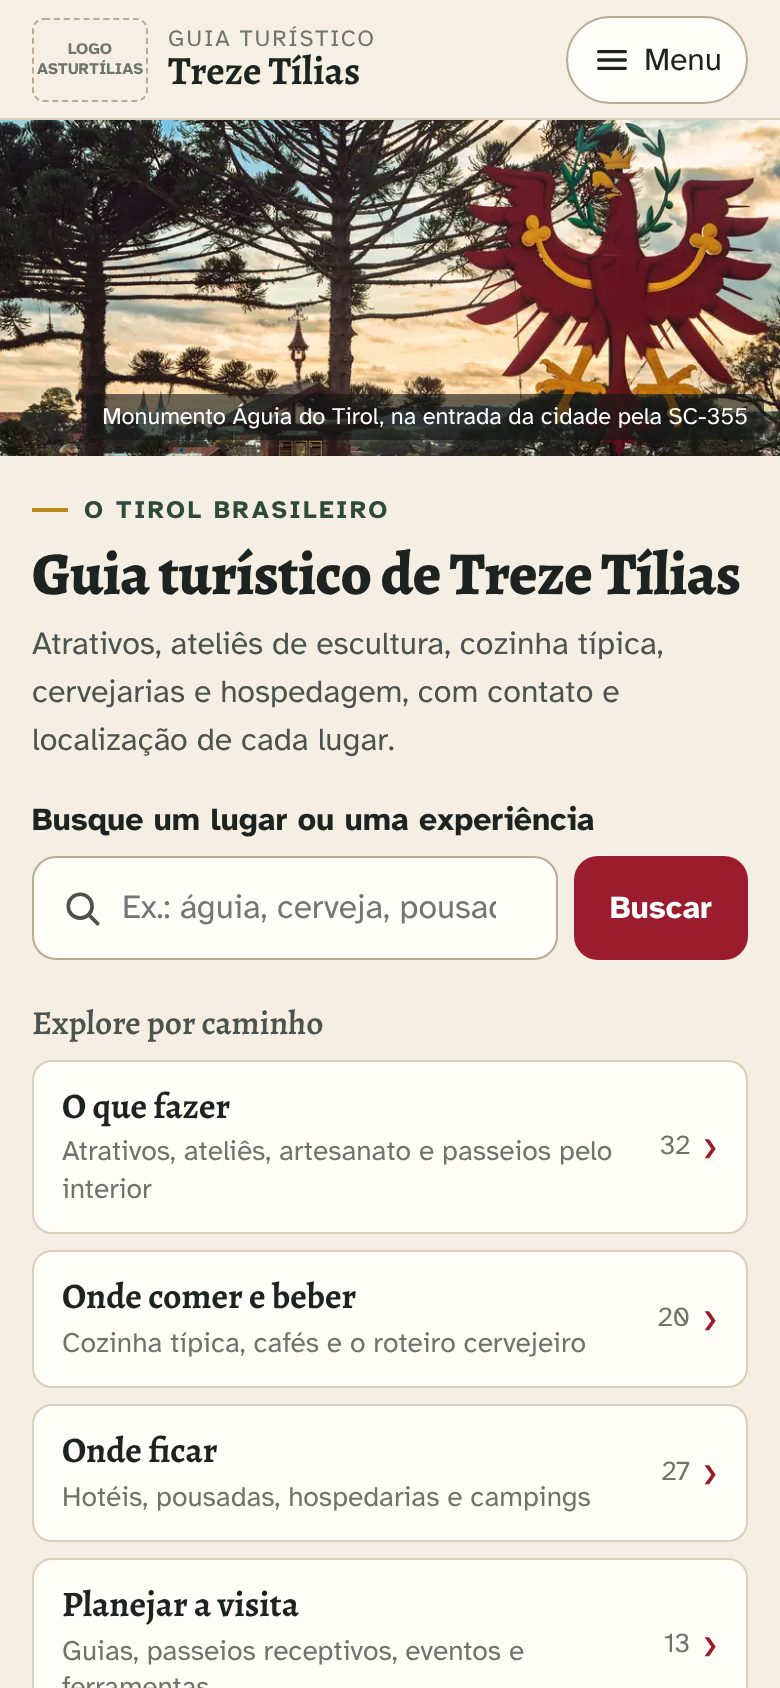 LOGO
ASTURTÍLIAS
GUIA TURÍSTICO
Treze Tílias
Menu
Monumento Águia do Tirol, na entrada da cidade pela SC-355
O TIROL BRASILEIRO
Guia turístico de Treze Tílias
Atrativos, ateliês de escultura, cozinha típica,
cervejarias e hospedagem, com contato e
localização de cada lugar.
Busque um lugar ou uma experiência
Ex.: águia, cerveja, pousac
Buscar
Explore por caminho
O que fazer
Atrativos, ateliês, artesanato e passeios pelo
interior
32
Onde comer e beber
Cozinha típica, cafés e o roteiro cervejeiro
20
Onde ficar
Hotéis, pousadas, hospedarias e campings
27
Planejar a visita
Guias, passeios receptivos, eventos e
ferramentas
13